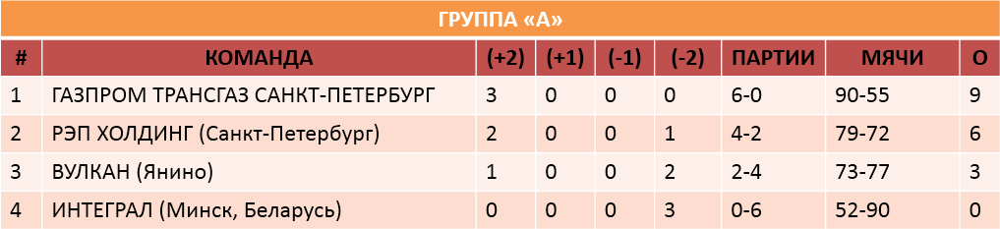 ГРУППА «А»
# КОМАНДА (+2) (+1) (-1) (-2) ПАРТИИ МЯЧИ О
1 ГАЗПРОМ ТРАНСГАЗ САНКТ-ПЕТЕРБУРГ 3 0 0 0 6-0 90-55 9
2 РЭП ХОЛДИНГ (Санкт-Петербург) 2 0 0 1 4-2 79-72 6
3 ВУЛКАН (Янино) 1 0 0 2 2-4 73-77 3
4 ИНТЕГРАЛ (Минск, Беларусь) 0 0 0 3 0-6 52-90 0